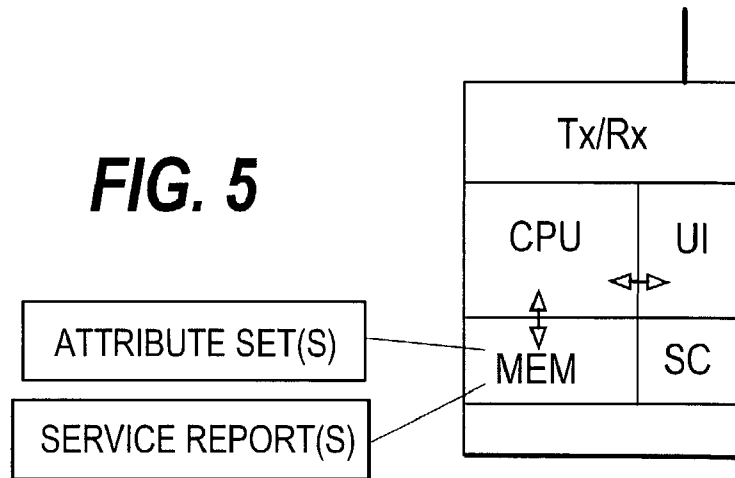 Tx/Rx
FIG. 5
CPU
UI
ATTRIBUTE SET(S)
MEM
SC
SERVICE REPORT(S)